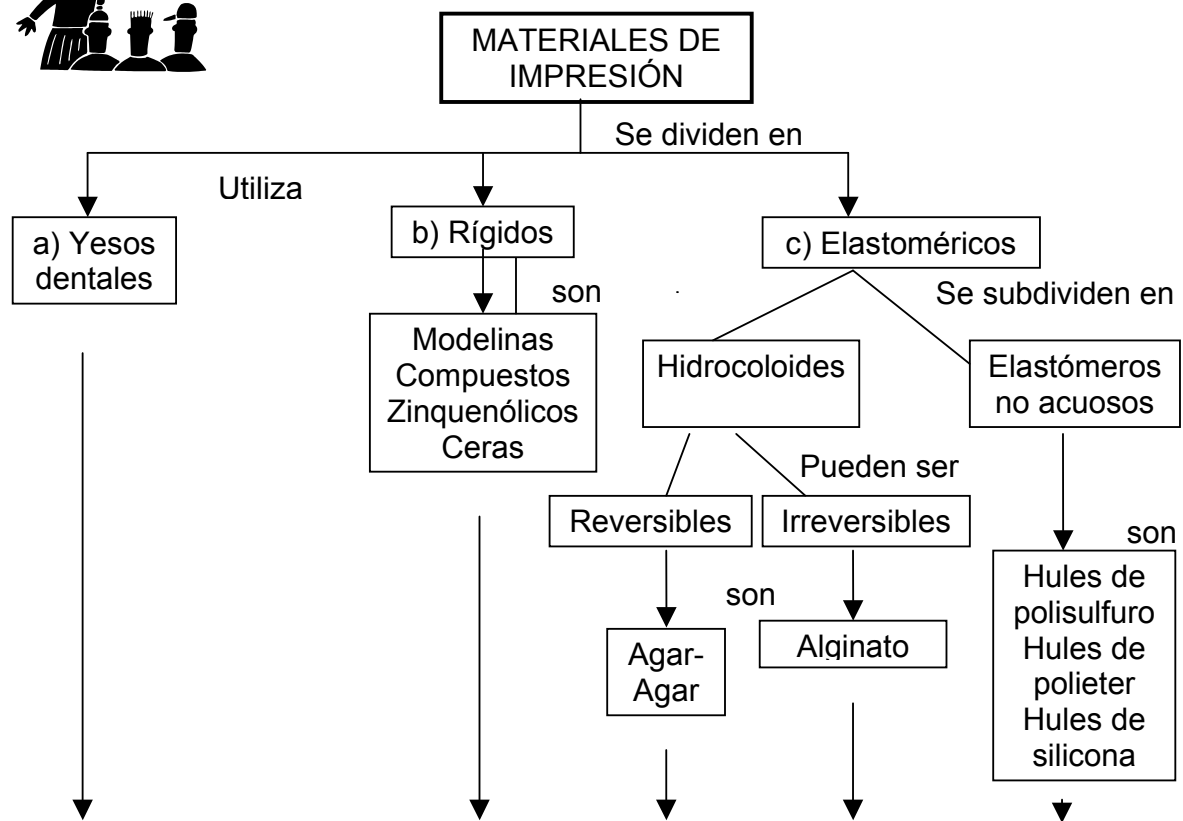 MATERIALES DE
IMPRESIÓN
Se dividen en
Utiliza
a) Yesos
dentales
b) Rígidos
c) Elastoméricos
son
Se subdividen en
Modelinas
Compuestos
Zinquenólicos
Ceras
Hidrocoloides
Elastómeros
no acuosos
Pueden ser
Reversibles
Irreversibles
son
son
Agar-
Agar
Alginato
Hules de
polisulfuro
Hules de
polieter
Hules de
silicona